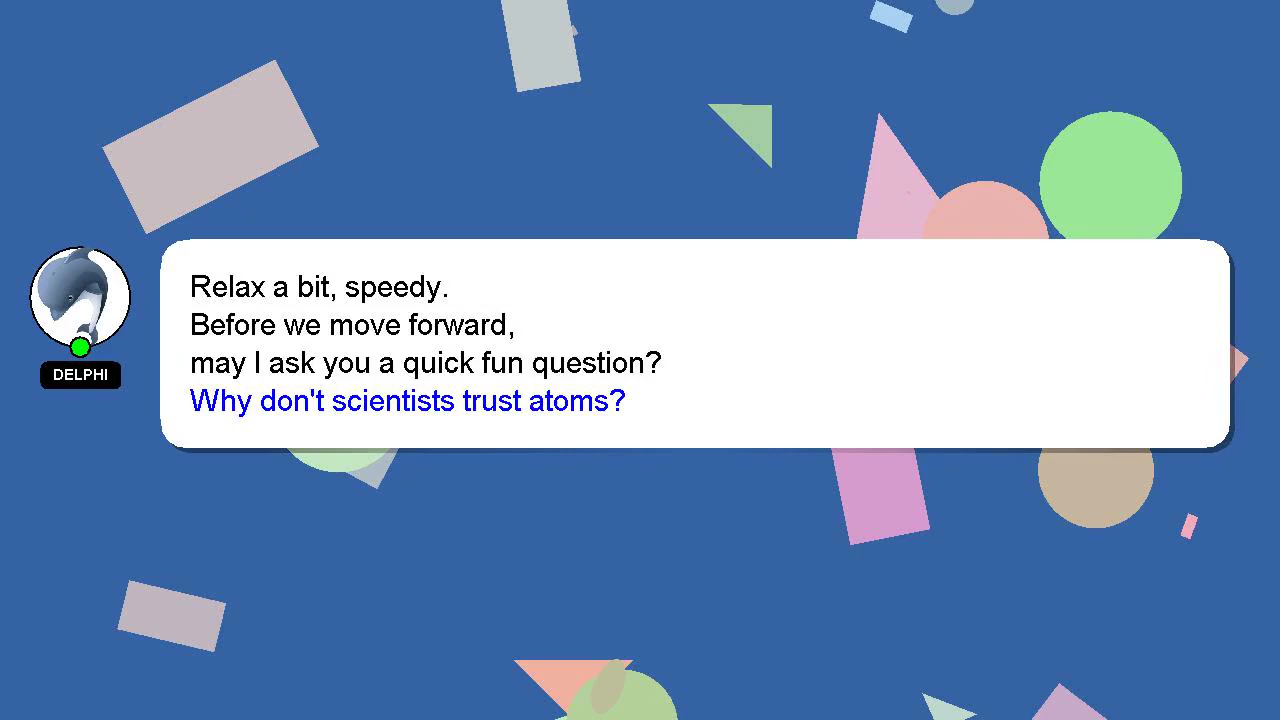 Relax a bit, speedy.
Before we move forward,
may I ask you a quick fun question?
Why don't scientists trust atoms?
DELPHI